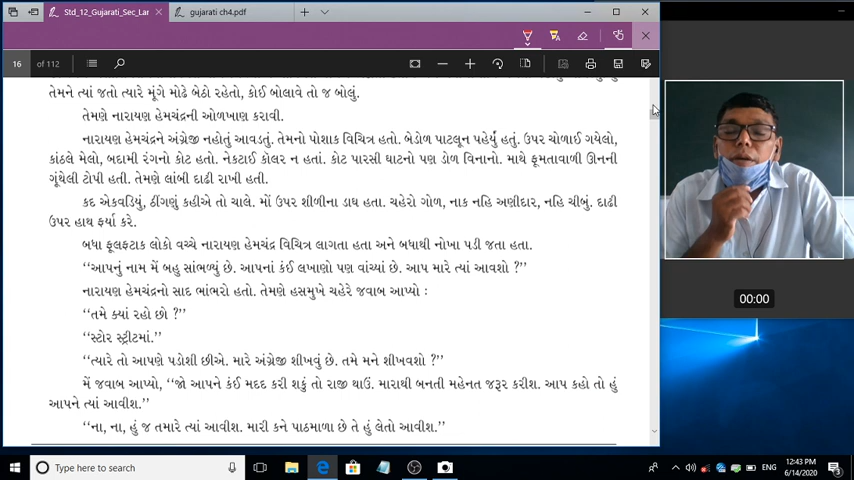 Std_12_Gujarati_Sec_Lar
gujarati ch4.pdf
16 of 112
તેમને ત્યાં જતો ત્યારે મૂંગે મોઢે બેઠો રહેતો, કોઈ બોલાવે તો જ બોલું.
તેમણે નારાયણ હેમચંદ્રની ઓળખાણ કરાવી.
નારાયણ હેમચંદ્રને અંગ્રેજી નહોતું આવડતું. તેમનો પોશાક વિચિત્ર હતો. બેડોળ પાટલૂન પહેર્યું હતું. ઉપર ચોળાઈ ગયેલો,
કાંઠલે મેલો, બદામી રંગનો કોટ હતો. નેકટાઈ કોલર ન હતાં. કોટ પારસી ઘાટનો પણ ડોળ વિનાનો. માથે ફૂમતાવાળી ઊનની
ગૂંથેલી ટોપી હતી. તેમણે લાંબી દાઢી રાખી હતી.
કદ એકવડિયું, ઠીંગણું કહીએ તો ચાલે. મોં ઉપર શીળીના ડાઘ હતા. ચહેરો ગોળ, નાક નહિ અણીદાર, નહિ ચીબું. દાઢી
ઉપર હાથ ફર્યા કરે.
બધા ફૂલફટાક લોકો વચ્ચે નારાયણ હેમચંદ્ર વિચિત્ર લાગતા હતા અને બધાથી નોખા પડી જતા હતા.
‘‘આપનું નામ મેં બહુ સાંભળ્યું છે. આપનાં કંઈ લખાણો પણ વાંચ્યાં છે. આપ મારે ત્યાં આવશો ?’’
નારાયણ હેમચંદ્રનો સાદ ભાંભરો હતો. તેમણે હસમુખે ચહેરે જવાબ આપ્યો :
‘‘તમે ક્યાં રહો છો ?’’
‘‘સ્ટોર સ્ટ્રીટમાં.’’
‘‘ત્યારે તો આપણે પડોશી છીએ. મારે અંગ્રેજી શીખવું છે. તમે મને શીખવશો ?’’
મેં જવાબ આપ્યો, ‘‘જો આપને કંઈ મદદ કરી શકું તો રાજી થાઉં. મારાથી બનતી મહેનત જરૂર કરીશ. આપ કહો તો હું
આપને ત્યાં આવીશ.’’
‘‘ના, ના, હું જ તમારે ત્યાં આવીશ. મારી કને પાઠમાળા છે તે હું લેતો આવીશ.’’
00:00
Type here to search
ENG
12:43 PM
6/14/2020
3